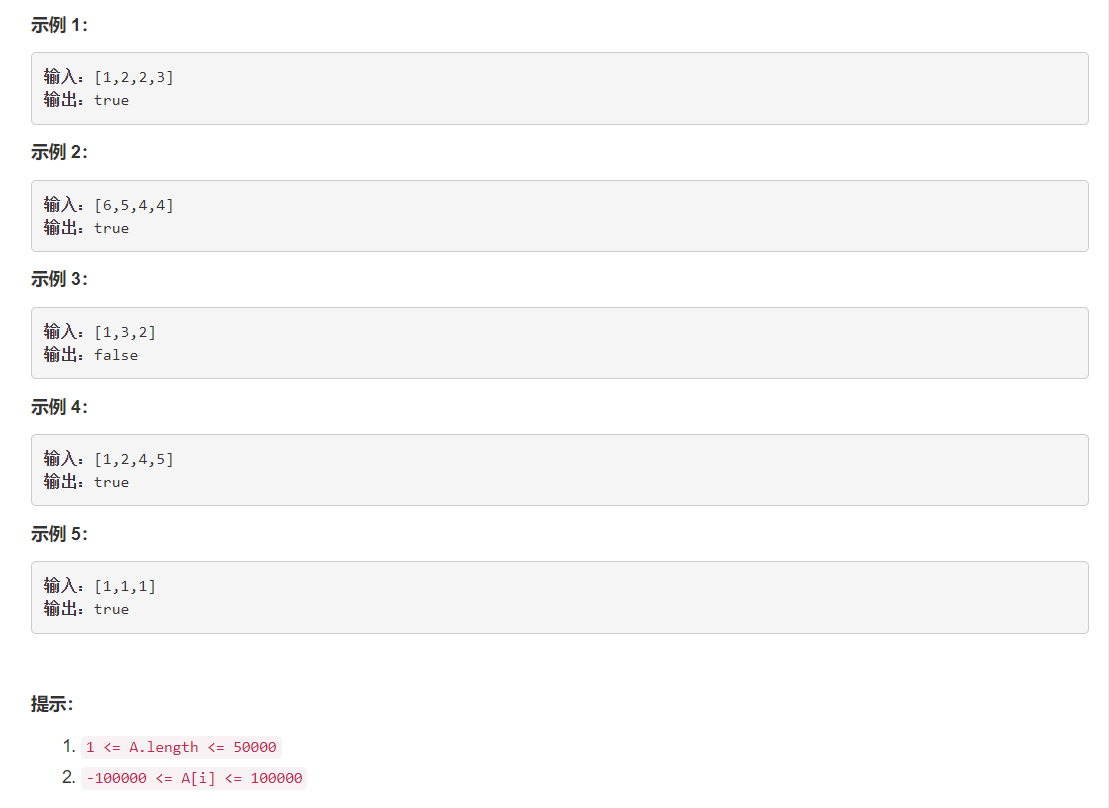 示例 1：
输入：[1,2,2,3]
输出：true
示例 2：
输入：[6,5,4,4]
输出：true
示例 3：
输入：[1,3,2]
输出：false
示例 4：
输入：[1,2,4,5]
输出：true
示例 5：
输入：[1,1,1]
输出：true
提示：
1. 1 <= A.length <= 50000
2. -100000 <= A[i] <= 100000